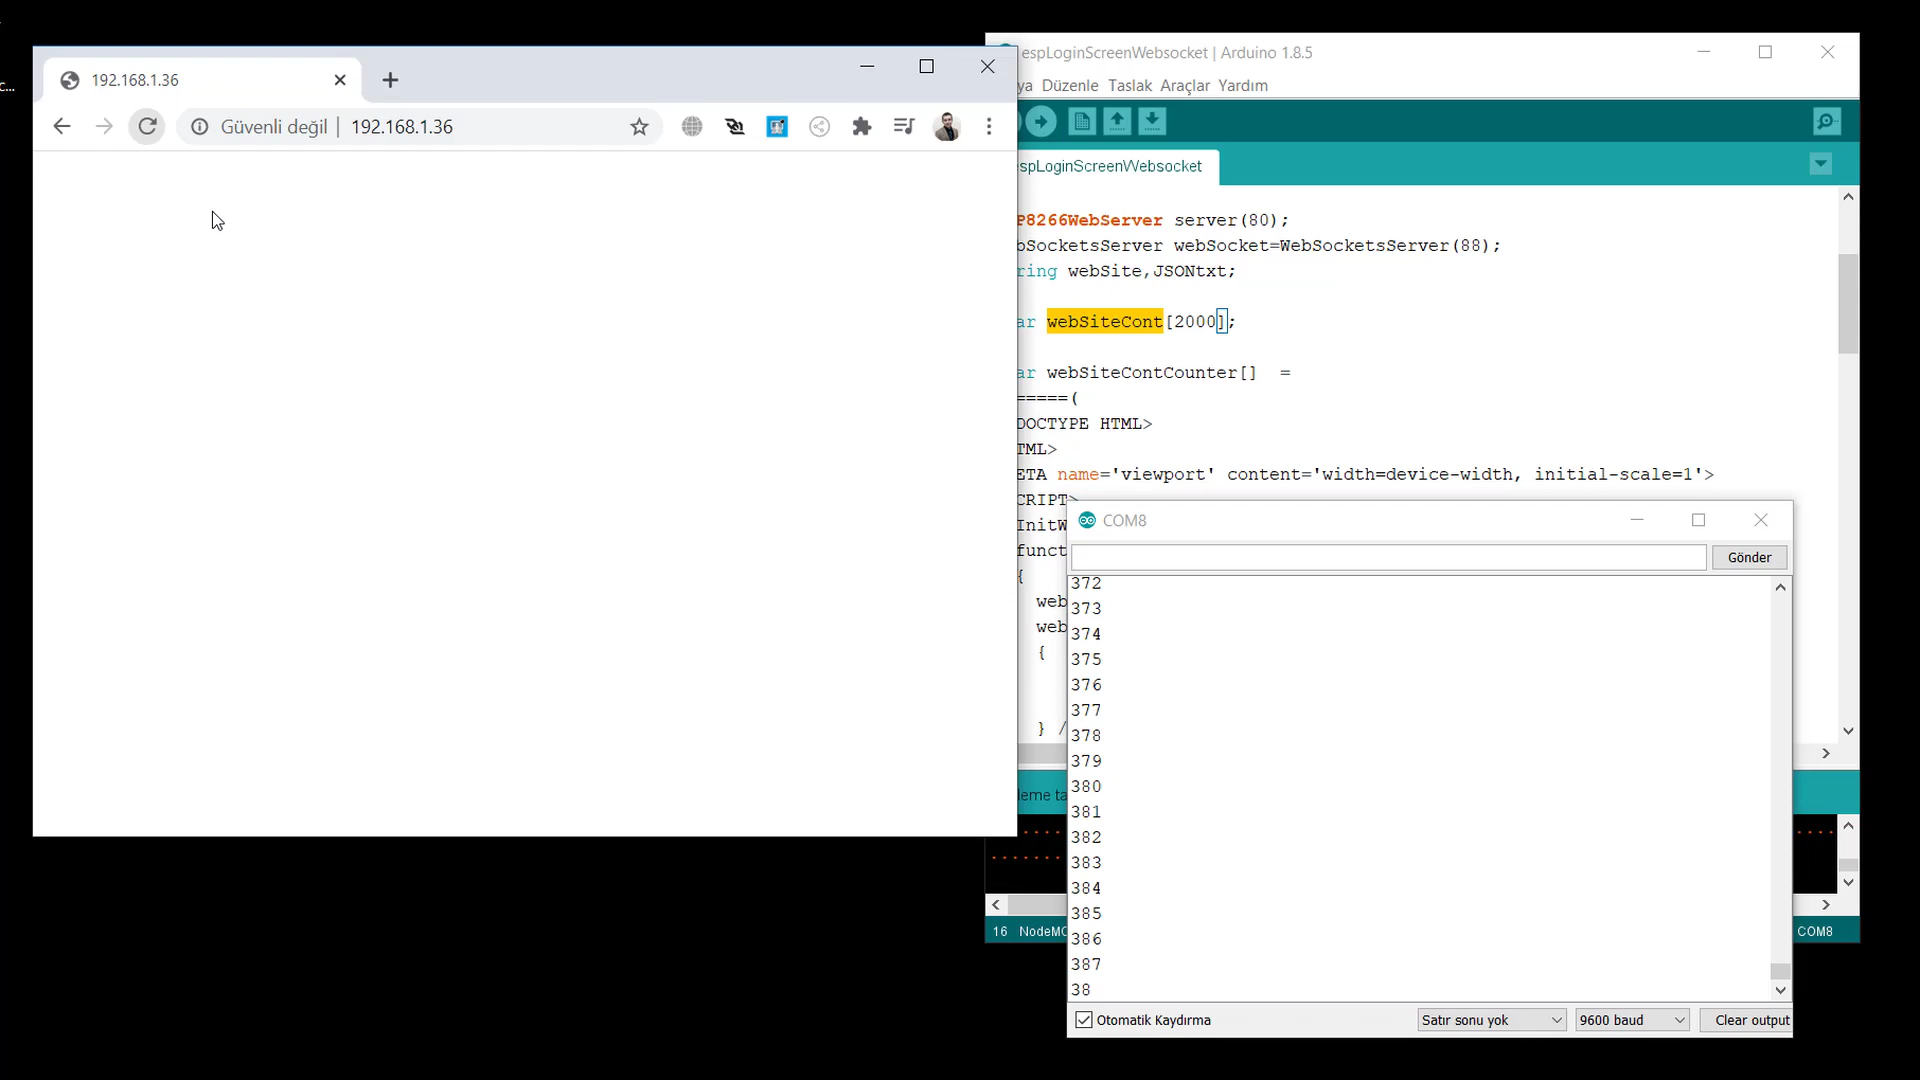 c...
192.168.1.36
Güvenli değil | 192.168.1.36
espLoginScreenWebsocket | Arduino 1.8.5
ya Düzenle Taslak Araçlar Yardım
spLoginScreenWebsocket
P8266WebServer server(80);
bSocketsServer webSocket=WebSocketsServer(88);
ring webSite,JSONtxt;
ar webSiteCont[2000];
ar webSiteContCounter[] =
=====(
DOCTYPE HTML>
TML>
ETA name='viewport' content='width=device-width, initial-scale=1'>
CRIPT>
InitW
funct
{
web
web
{
} /
leme ta
16 NodeMC
COM8
COM8
Gönder
372
373
374
375
376
377
378
379
380
381
382
383
384
385
386
387
38
Otomatik Kaydırma
Satır sonu yok
9600 baud
Clear output